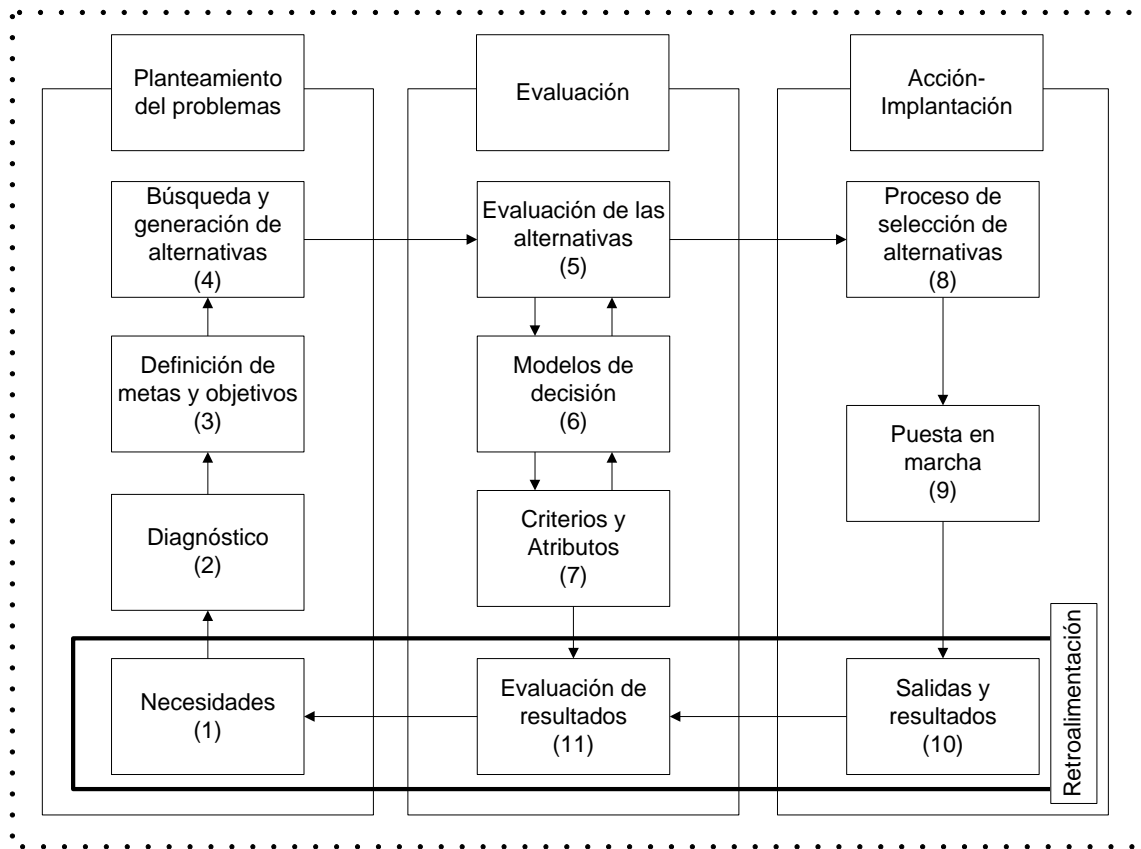 Planteamiento
del problemas
Búsqueda y
generación de
alternativas
(4)
Definición de
metas y objetivos
(3)
Diagnóstico
(2)
Necesidades
(1)
Evaluación
Evaluación de las
alternativas
(5)
Modelos de
decisión
(6)
Criterios y
Atributos
(7)
Evaluación de
resultados
(11)
Acción-
Implantación
Proceso de
selección de
alternativas
(8)
Puesta en
marcha
(9)
Salidas y
resultados
(10)
Retroalimentación